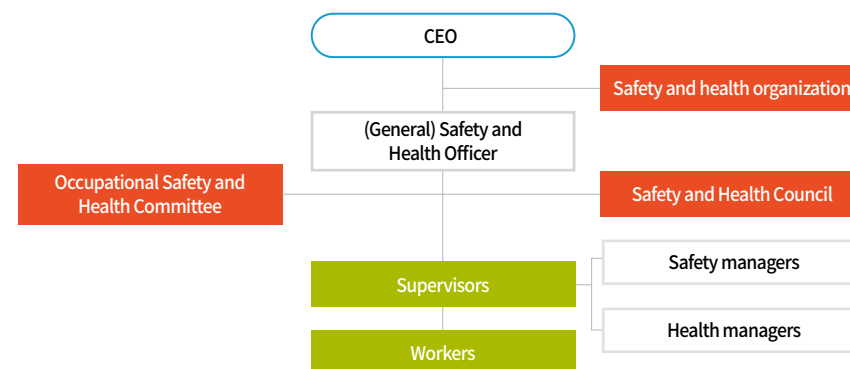 CEO
Safety and health organization
(General) Safety and
Health Officer
Occupational Safety and
Health Committee
Safety and Health Council
Supervisors
Safety managers
Health managers
Workers